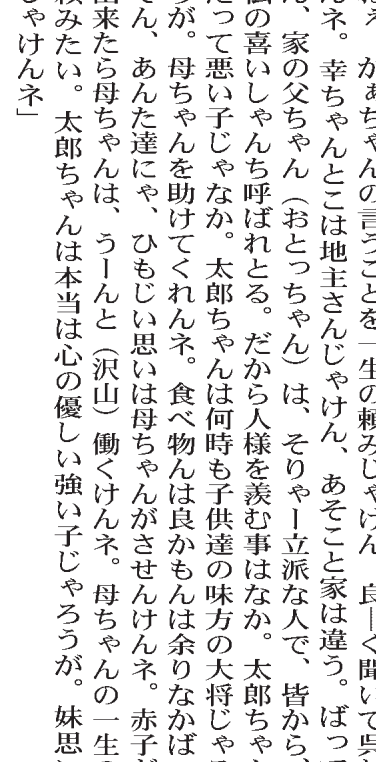 かあちゃんの言うことを一生の頼みじゃけん　良ーく聞いて呉
んネ。幸ちゃんとこは地主さんじゃけん、あそこと家は違う。ばって
、家の父ちゃん（おとっちゃん）は、そりゃー立派な人で、皆から、
仏の喜いしゃんち呼ばれとる。だから人様を羨む事はなか。太郎ちゃ
だって悪い子じゃなか。太郎ちゃんは何時も子供達の味方の大将じゃ
うが。母ちゃんを助けてくれんネ。食べ物んは良かもんは余りなかば
そん、あんた達にゃ、ひもじい思いは母ちゃんがさせんけんネ。赤子
出来たら母ちゃんは、うーんと（沢山）働くけんネ。母ちゃんの一生
頼みたい。太郎ちゃんは本当は心の優しい強い子じゃろうが。妹思
じゃけんネ」